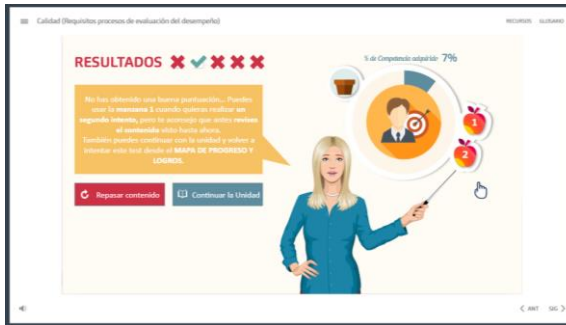 Calidad (Requisitos procesos de evaluación del desempeño)
RECURSOS GLOSARIO
RESULTADOS
% de Competencia adquirida 7%
No has obtenido una buena puntuación... Puedes
usar la manzana 1 cuando quieras realizar un
segundo intento, pero te aconsejo que antes revises
el contenido visto hasta ahora.
También puedes continuar con la unidad y volver a
intentar este test desde el MAPA DE PROGRESO Y
LOGROS.
1
2
Repasar contenido
Continuar la Unidad
ANT SIG